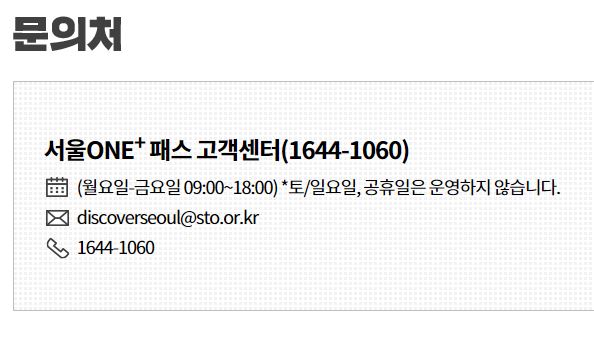 문의처
서울ONE+ 패스 고객센터(1644-1060)
(월요일-금요일 09:00~18:00) *토/일요일, 공휴일은 운영하지 않습니다.
discoverseoul@sto.or.kr
1644-1060